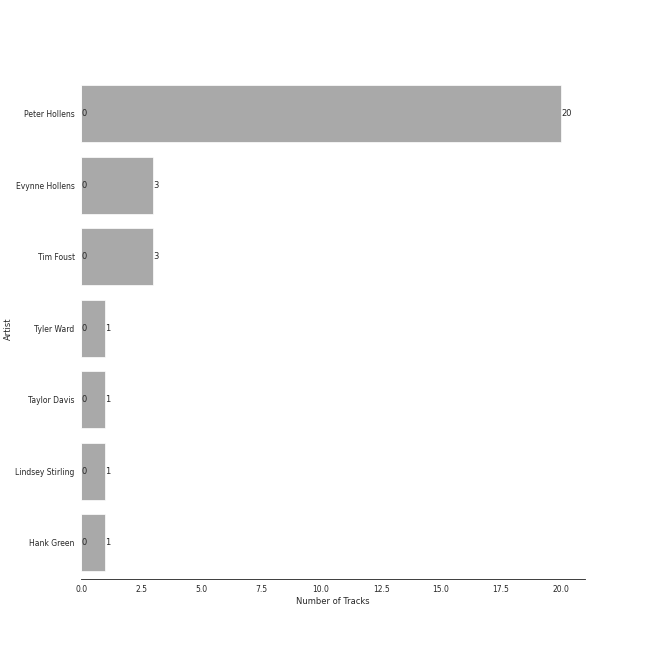 Peter Hollens 0 20
Evynne Hollens 0 3
Tim Foust 0 3
Tyler Ward 0 1
Taylor Davis 0 1
Lindsey Stirling 0 1
Hank Green 0 1
Artist
0.0 2.5 5.0 7.5 10.0 12.5 15.0 17.5 20.0
Number of Tracks